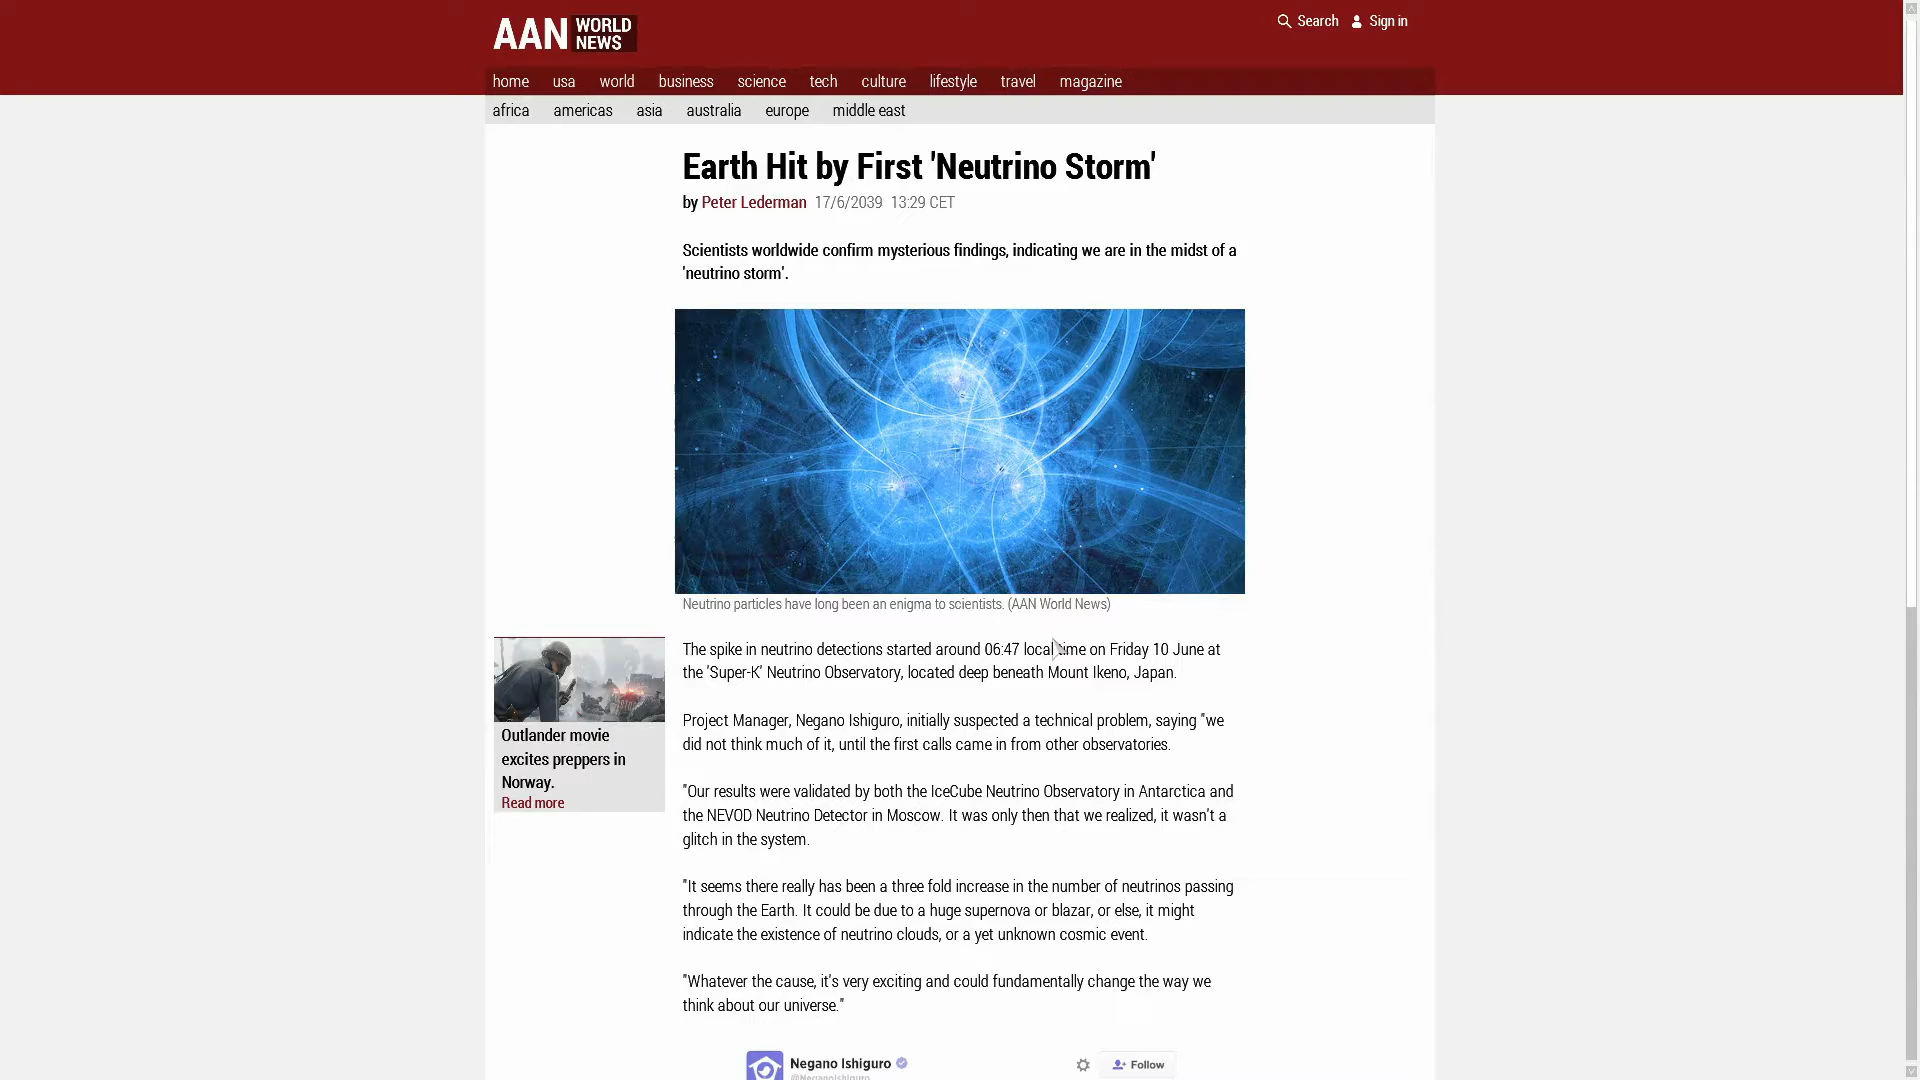 AAN WORLD NEWS
Search Sign in
home usa world business science tech culture lifestyle travel magazine
africa americas asia australia europe middle east
Earth Hit by First 'Neutrino Storm'
by Peter Lederman 17/6/2039 13:29 CET
Scientists worldwide confirm mysterious findings, indicating we are in the midst of a
'neutrino storm'.
Neutrino particles have long been an enigma to scientists. (AAN World News)
The spike in neutrino detections started around 06:47 local time on Friday 10 June at
the 'Super-K' Neutrino Observatory, located deep beneath Mount Ikeno, Japan.
Outlander movie
excites preppers in
Norway.
Read more
Project Manager, Negano Ishiguro, initially suspected a technical problem, saying "we
did not think much of it, until the first calls came in from other observatories.
"Our results were validated by both the IceCube Neutrino Observatory in Antarctica and
the NEVOD Neutrino Detector in Moscow. It was only then that we realized, it wasn't a
glitch in the system.
"It seems there really has been a three fold increase in the number of neutrinos passing
through the Earth. It could be due to a huge supernova or blazar, or else, it might
indicate the existence of neutrino clouds, or a yet unknown cosmic event.
"Whatever the cause, it's very exciting and could fundamentally change the way we
think about our universe."
Negano Ishiguro Follow
@NeganoIshiguro